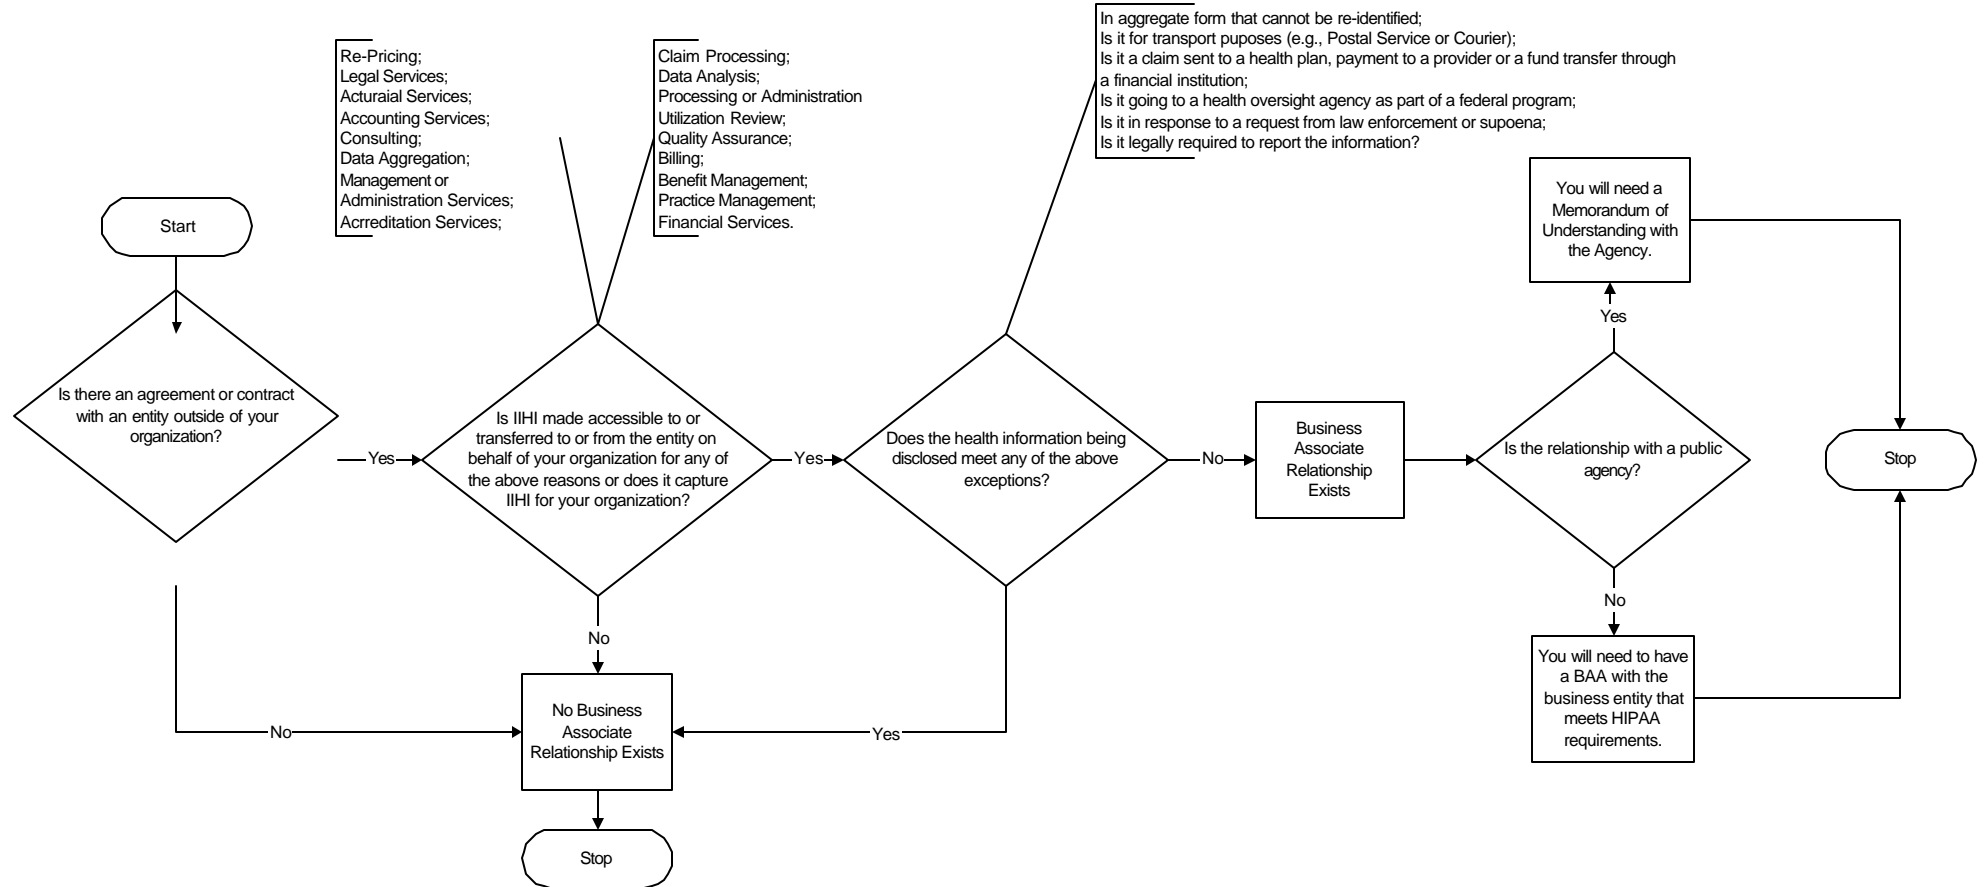 Start
Is there an agreement or contract
with an entity outside of your
organization?
Yes
No
Re-Pricing;
Legal Services;
Acturaial Services;
Accounting Services;
Consulting;
Data Aggregation;
Management or
Administration Services;
Acrreditation Services;
Claim Processing;
Data Analysis;
Processing or Administration
Utilization Review;
Quality Assurance;
Billing;
Benefit Management;
Practice Management;
Financial Services.
Is IIHI made accessible to or
transferred to or from the entity on
behalf of your organization for any of
the above reasons or does it capture
IIHI for your organization?
Yes
No
No Business
Associate
Relationship Exists
Stop
In aggregate form that cannot be re-identified;
Is it for transport puposes (e.g., Postal Service or Courier);
Is it a claim sent to a health plan, payment to a provider or a fund transfer through
a financial institution;
Is it going to a health oversight agency as part of a federal program;
Is it in response to a request from law enforcement or supoena;
Is it legally required to report the information?
Does the health information being
disclosed meet any of the above
exceptions?
Yes
No
Business
Associate
Relationship
Exists
Is the relationship with a public
agency?
Yes
You will need a
Memorandum of
Understanding with
the Agency.
No
You will need to have
a BAA with the
business entity that
meets HIPAA
requirements.
Stop